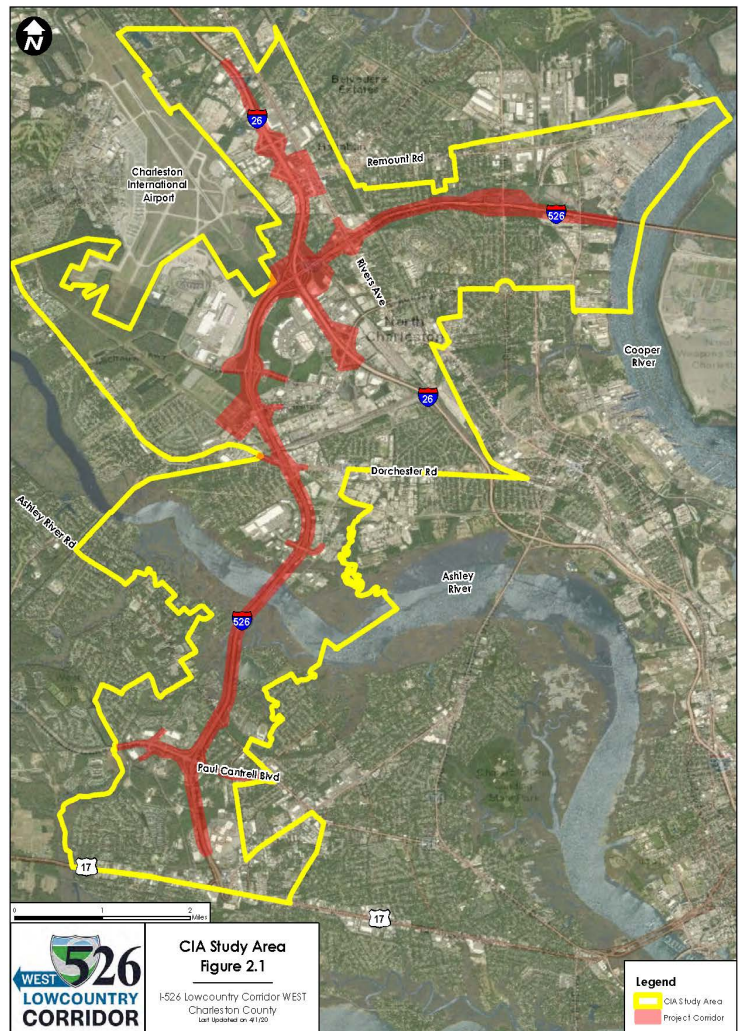 N
26
Belvedere
Estates
Remount Rd
Charleston
International
Airport
526
Rivers Ave
North
Charleston
Cooper
River
26
Dorchester Rd
Ashley River Rd
Ashley
River
526
Paul Cantrell Blvd
17
17
0 1 2
Miles
WEST 526
LOWCOUNTRY
CORRIDOR
CIA Study Area
Figure 2.1
I-526 Lowcountry Corridor WEST
Charleston County
Last Updated on 4/1/20
Legend
CIA Study Area
Project Corridor